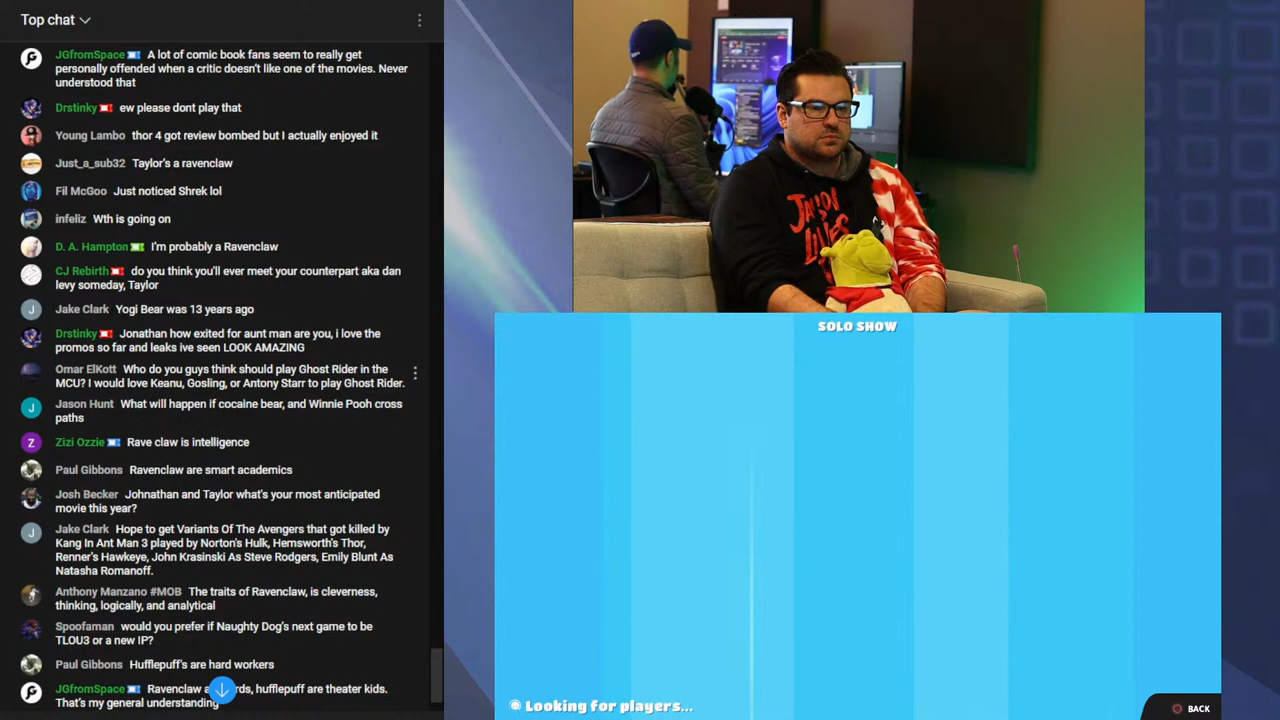 Top chat
JGfromSpace A lot of comic book fans seem to really get
personally offended when a critic doesn't like one of the movies. Never
understood that
Drstinky ew please dont play that
Young Lambo thor 4 got review bombed but I actually enjoyed it
Just_a_sub32 Taylor's a ravenclaw
Fil McGoo Just noticed Shrek lol
infeliz Wth is going on
D. A. Hampton I'm probably a Ravenclaw
CJ Rebirth do you think you'll ever meet your counterpart aka dan
levy someday, Taylor
Jake Clark Yogi Bear was 13 years ago
Drstinky Jonathan how exited for aunt man are you, i love the
promos so far and leaks ive seen LOOK AMAZING
Omar ElKott Who do you guys think should play Ghost Rider in the
MCU? I would love Keanu, Gosling, or Antony Starr to play Ghost Rider.
Jason Hunt What will happen if cocaine bear, and Winnie Pooh cross
paths
Zizi Ozzie Rave claw is intelligence
Paul Gibbons Ravenclaw are smart academics
Josh Becker Johnathan and Taylor what's your most anticipated
movie this year?
Jake Clark Hope to get Variants Of The Avengers that got killed by
Kang In Ant Man 3 played by Norton's Hulk, Hemsworth's Thor,
Renner's Hawkeye, John Krasinski As Steve Rodgers, Emily Blunt As
Natasha Romanoff.
Anthony Manzano #MOB The traits of Ravenclaw, is cleverness,
thinking, logically, and analytical
Spoofaman would you prefer if Naughty Dog's next game to be
TLOU3 or a new IP?
Paul Gibbons Hufflepuff's are hard workers
JGfromSpace Ravenclaw hufflepuff are theater kids.
That's my general understanding
JASON
LIVES
SOLO SHOW
Looking for players...
BACK